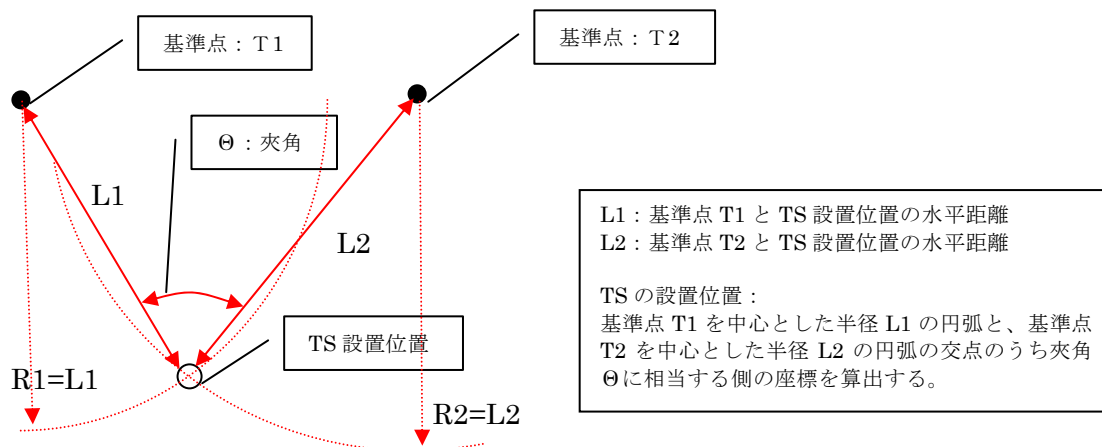 基準点：Ｔ1
基準点：Ｔ2
Θ：夾角
L1
L2
TS 設置位置
R1=L1
R2=L2
L1：基準点 T1 と TS 設置位置の水平距離
L2：基準点 T2 と TS 設置位置の水平距離
TS の設置位置：
基準点 T1 を中心とした半径 L1 の円弧と、基準点
T2 を中心とした半径 L2 の円弧の交点のうち夾角
Θに相当する側の座標を算出する。